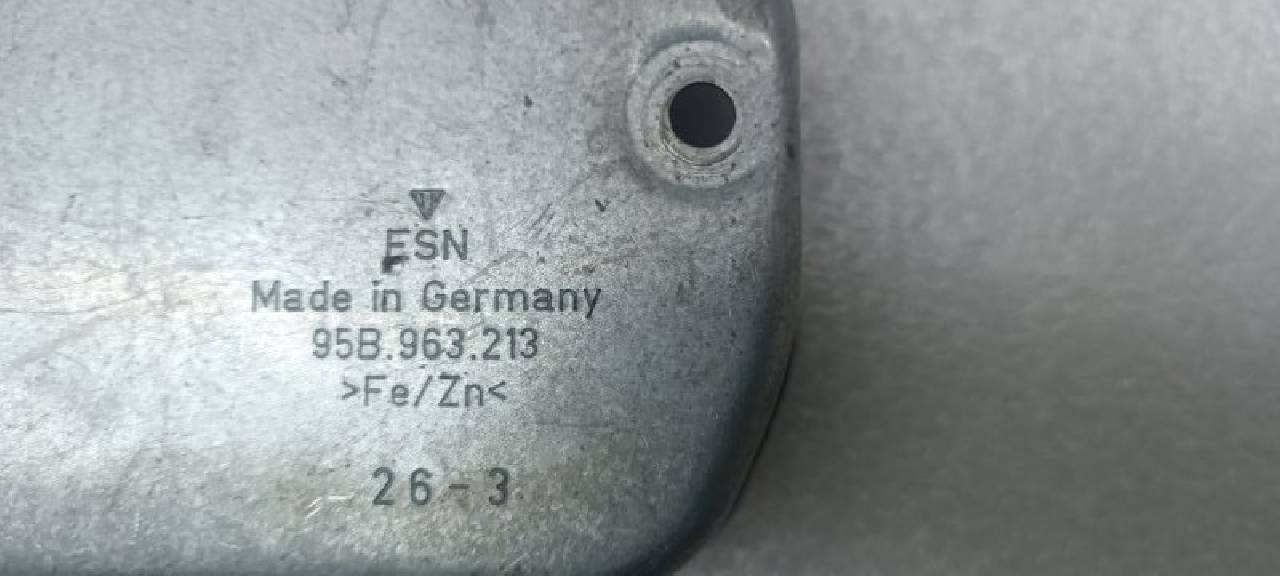 ESN
Made in Germany
95B.963.213
>Fe/Zn<
26-3